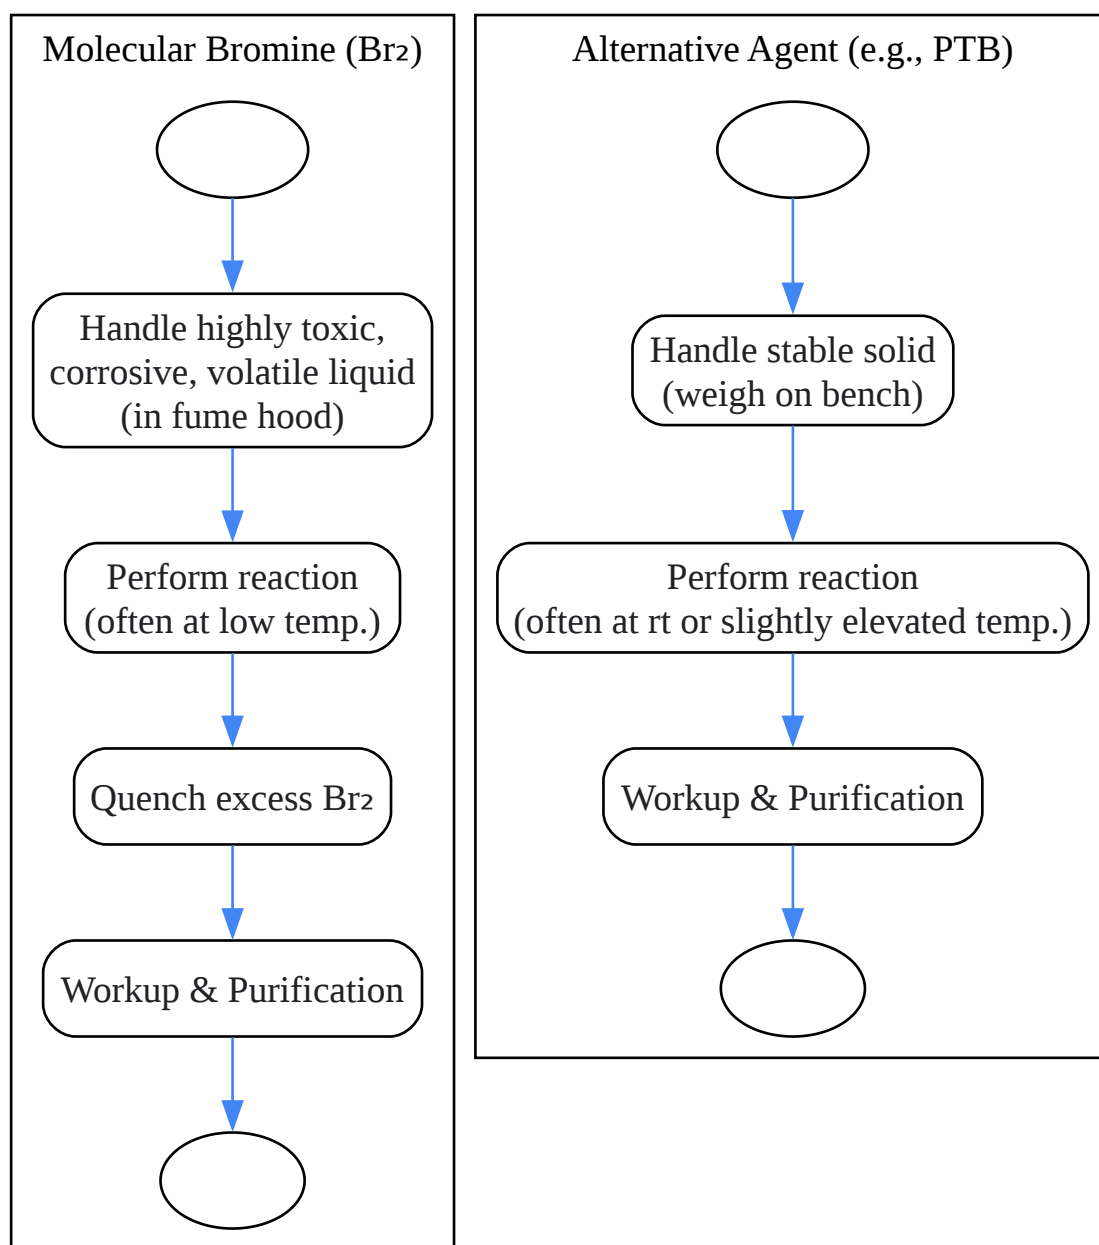 Molecular Bromine (Br₂)
Handle highly toxic,
corrosive, volatile liquid
(in fume hood)
Perform reaction
(often at low temp.)
Quench excess Br₂
Workup & Purification
Alternative Agent (e.g., PTB)
Handle stable solid
(weigh on bench)
Perform reaction
(often at rt or slightly elevated temp.)
Workup & Purification